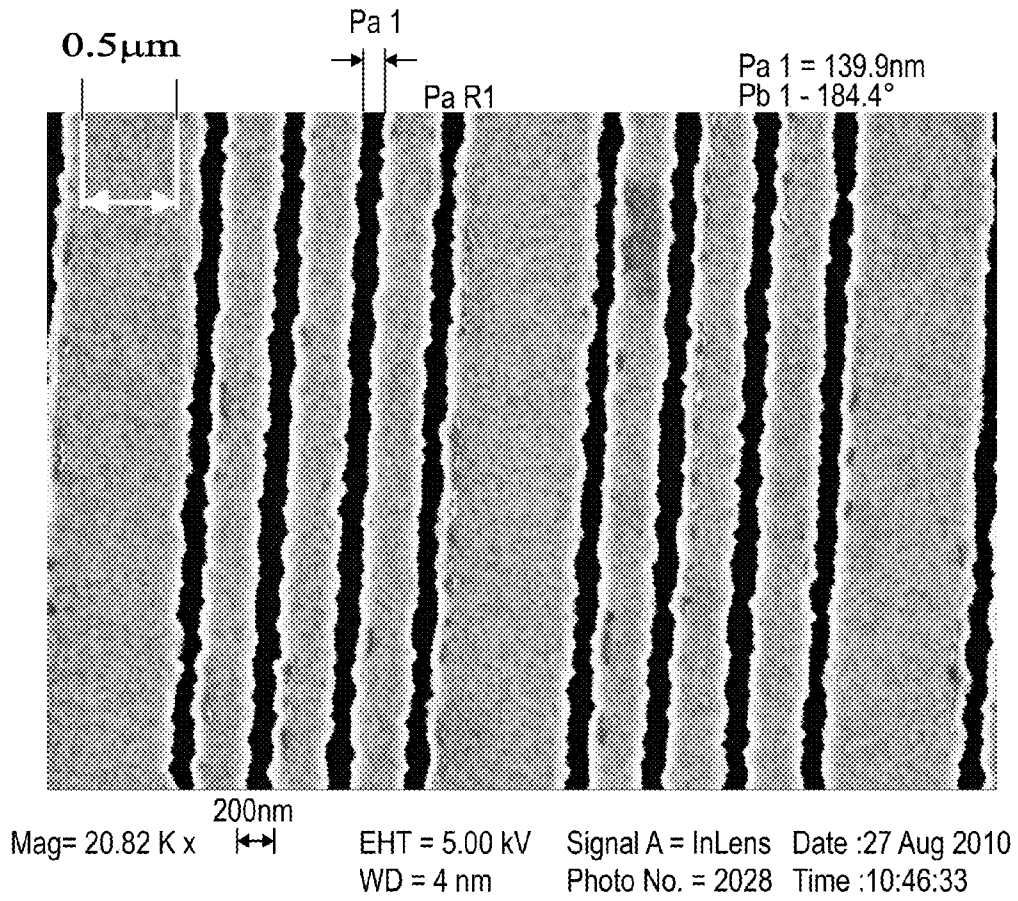 Pa 1
0.5μm
Pa 1 = 139.9nm
Pa R1
Pb 1 - 184.4°
200nm
Mag= 20.82 K x
EHT = 5.00 kV
Signal A = InLens
Date :27 Aug 2010
WD = 4 nm
Photo No. = 2028
Time :10:46:33